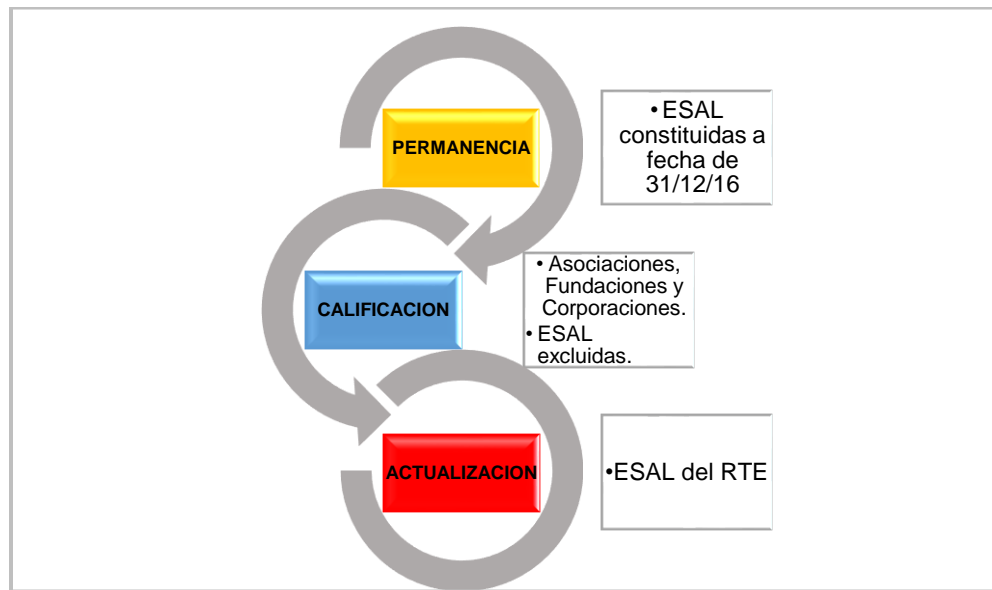 PERMANENCIA
• ESAL
constituidas a
fecha de
31/12/16
CALIFICACION
• Asociaciones,
Fundaciones y
Corporaciones.
• ESAL
excluidas.
ACTUALIZACION
•ESAL del RTE